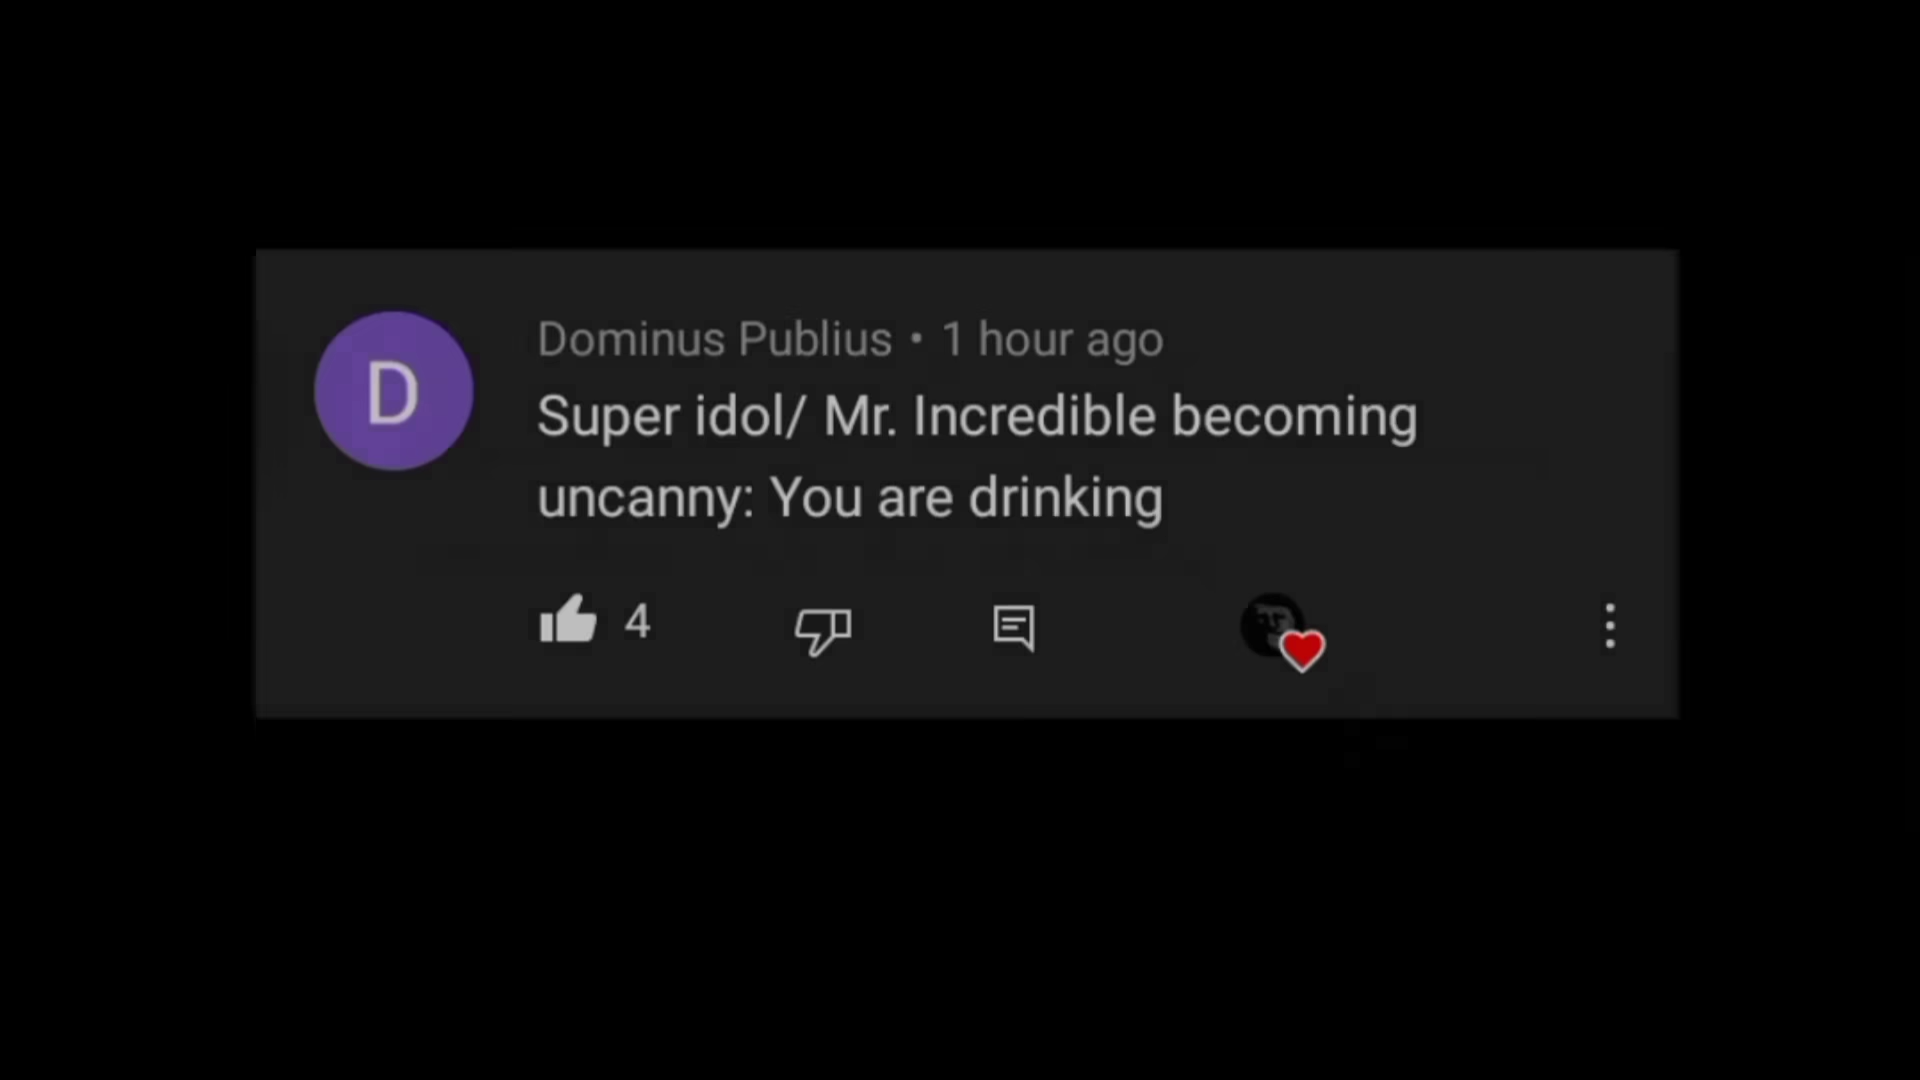 D
Dominus Publius • 1 hour ago
Super idol/ Mr. Incredible becoming
uncanny: You are drinking
4